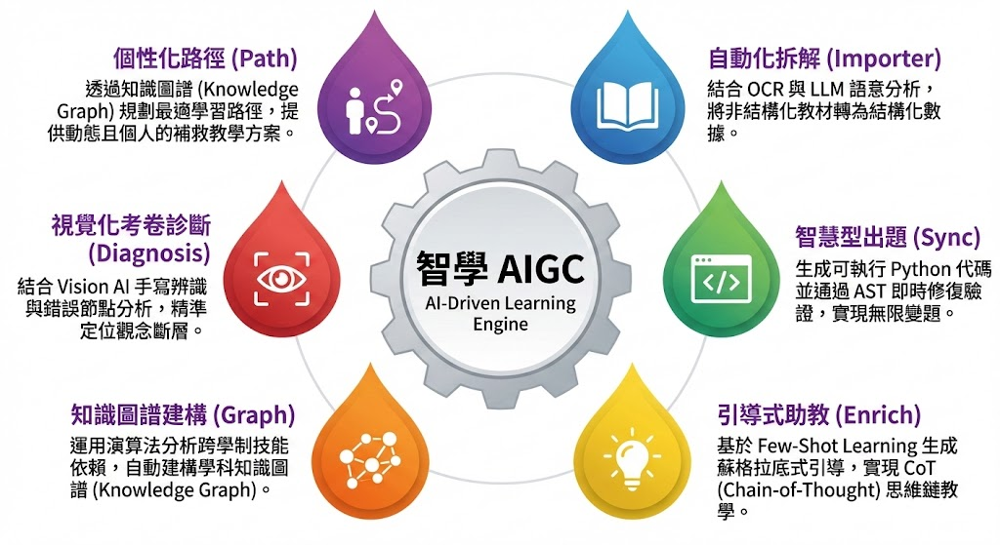 個性化路徑 (Path)
透過知識圖譜 (Knowledge
Graph) 規劃最適學習路徑，提
供動態且個人的補救教學方案。
自動化拆解 (Importer)
結合 OCR 與 LLM 語意分析，
將非結構化教材轉為結構化數
據。
視覺化考卷診斷
(Diagnosis)
結合 Vision AI 手寫辨識
與錯誤節點分析，精準
定位觀念斷層。
智學 AIGC
AI-Driven Learning
Engine
智慧型出題 (Sync)
生成可執行 Python 代碼
並通過 AST 即時修復驗
證，實現無限變題。
知識圖譜建構 (Graph)
運用演算法分析跨學制技能
依賴，自動建構學科知識圖
譜 (Knowledge Graph)。
引導式助教 (Enrich)
基於 Few-Shot Learning 生成
蘇格拉底式引導，實現 CoT
(Chain-of-Thought) 思維鏈教
學。